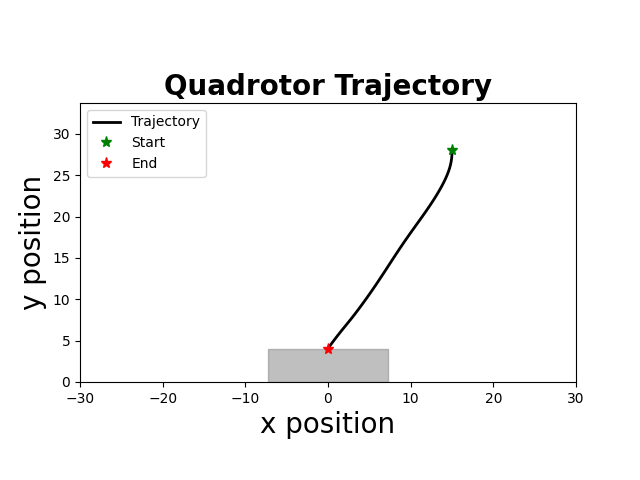 Quadrotor Trajectory
Trajectory
Start
End
y position
30
25
20
15
10
5
0
−30
−20
−10
0
10
20
30
x position